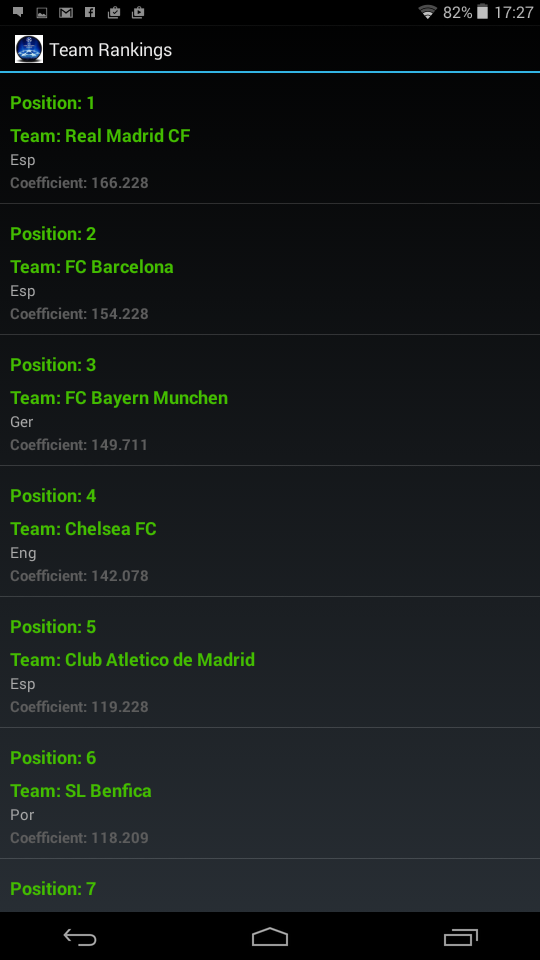 82% 17:27
Team Rankings
Position: 1
Team: Real Madrid CF
Esp
Coefficient: 166.228
Position: 2
Team: FC Barcelona
Esp
Coefficient: 154.228
Position: 3
Team: FC Bayern Munchen
Ger
Coefficient: 149.711
Position: 4
Team: Chelsea FC
Eng
Coefficient: 142.078
Position: 5
Team: Club Atletico de Madrid
Esp
Coefficient: 119.228
Position: 6
Team: SL Benfica
Por
Coefficient: 118.209
Position: 7